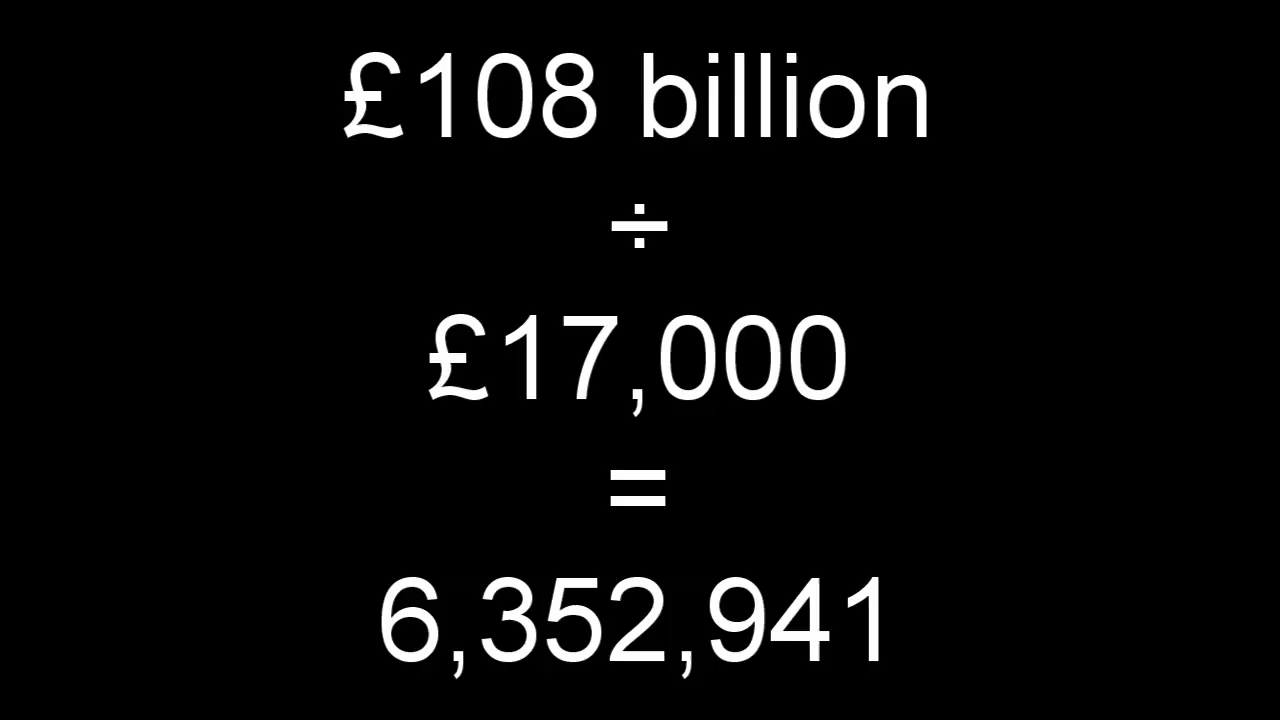 £108 billion
÷
£17,000
=
6,352,941